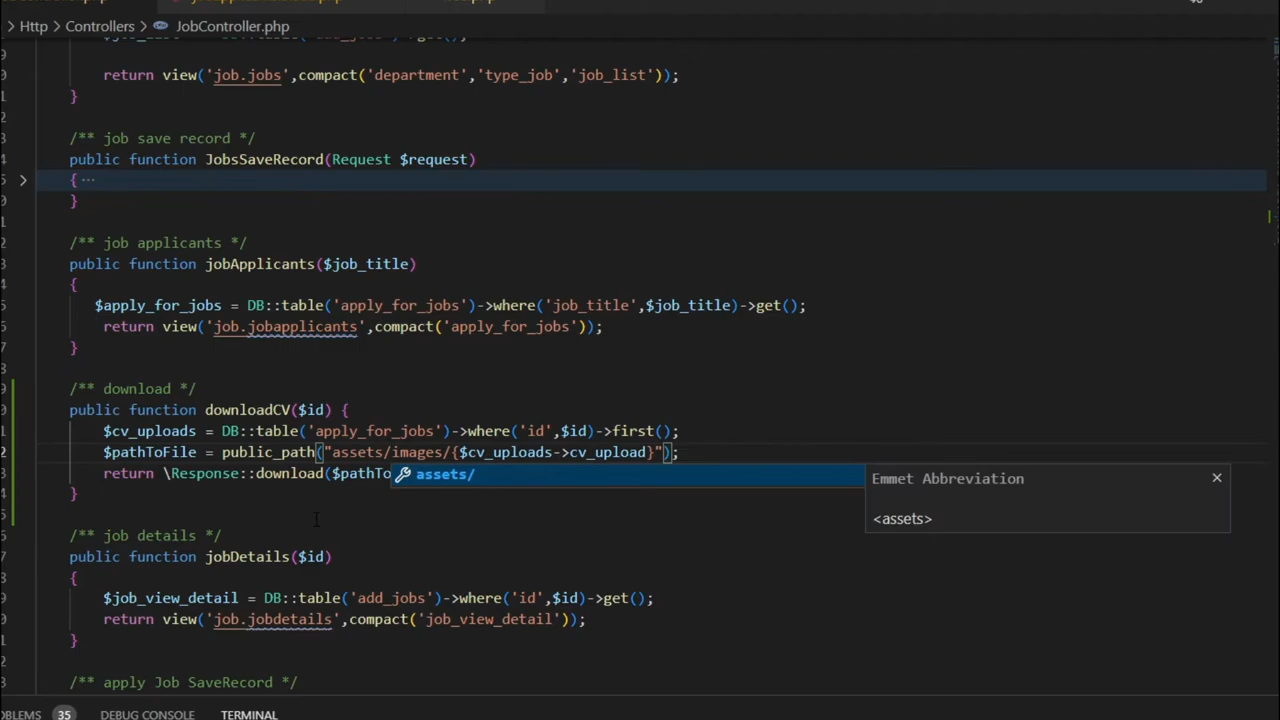 Http > Controllers > JobController.php
return view('job.jobs',compact('department','type_job','job_list'));
}
/** job save record */
public function JobsSaveRecord(Request $request)
{ ···
}
/** job applicants */
public function jobApplicants($job_title)
{
$apply_for_jobs = DB::table('apply_for_jobs')->where('job_title',$job_title)->get();
return view('job.jobapplicants',compact('apply_for_jobs'));
}
/** download */
public function downloadCV($id) {
$cv_uploads = DB::table('apply_for_jobs')->where('id',$id)->first();
$pathToFile = public_path("assets/images/{$cv_uploads->cv_upload}");
return \Response::download($pathTo
assets/
Emmet Abbreviation
<assets>
}
/** job details */
public function jobDetails($id)
{
$job_view_detail = DB::table('add_jobs')->where('id',$id)->get();
return view('job.jobdetails',compact('job_view_detail'));
}
/** apply Job SaveRecord */
35 DEBUG CONSOLE TERMINAL